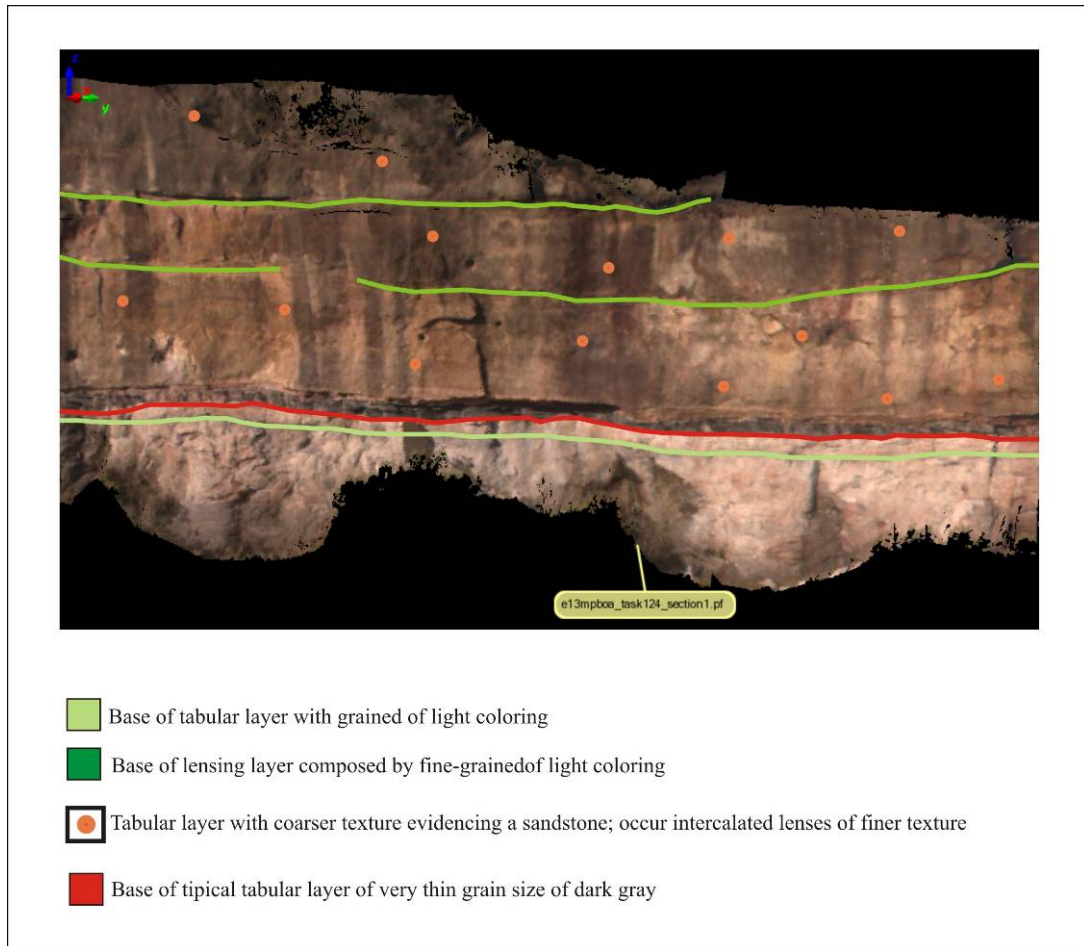 z
y
e13mpboa_task124_section1.pf
Base of tabular layer with grained of light coloring
Base of lensing layer composed by fine-grainedof light coloring
Tabular layer with coarser texture evidencing a sandstone; occur intercalated lenses of finer texture
Base of tipical tabular layer of very thin grain size of dark gray